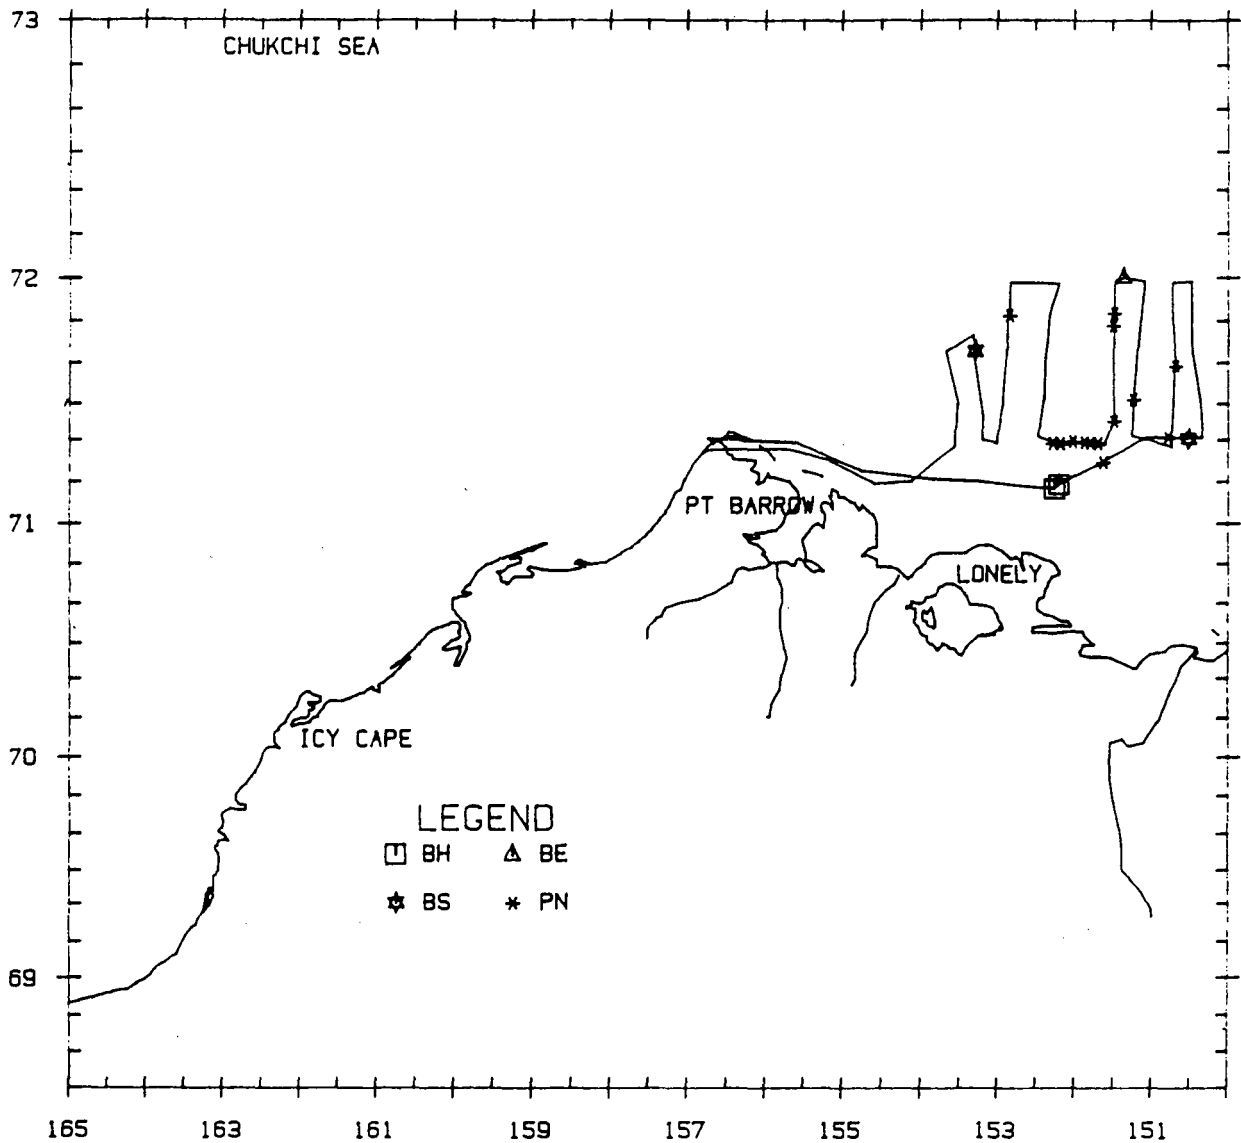 73
CHUKCHI SEA
72
71
PT BARROW
LONELY
70
ICY CAPE
LEGEND
BH BE
BS PN
69
165 163 161 159 157 155 153 151